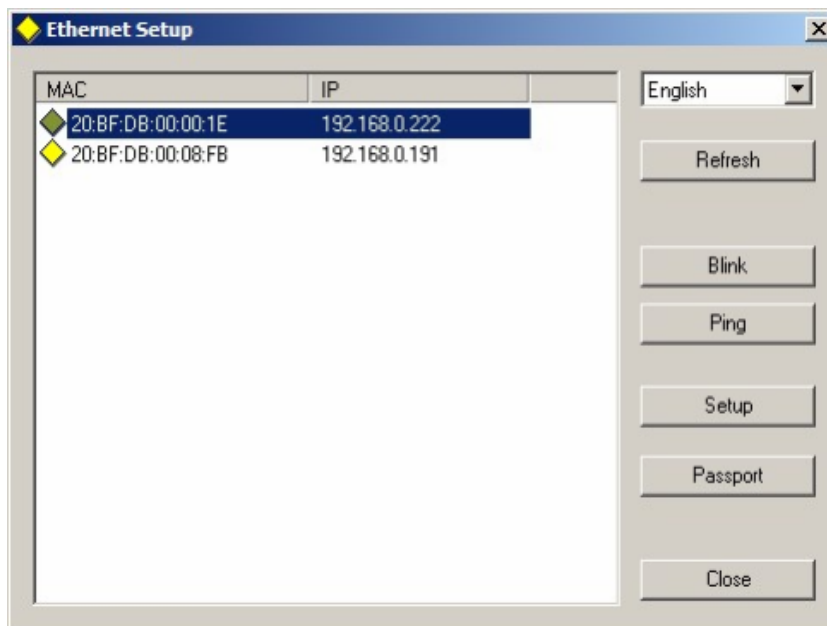 Ethernet Setup
MAC IP
20:BF:DB:00:00:1E 192.168.0.222
20:BF:DB:00:08:FB 192.168.0.191
English
Refresh
Blink
Ping
Setup
Passport
Close